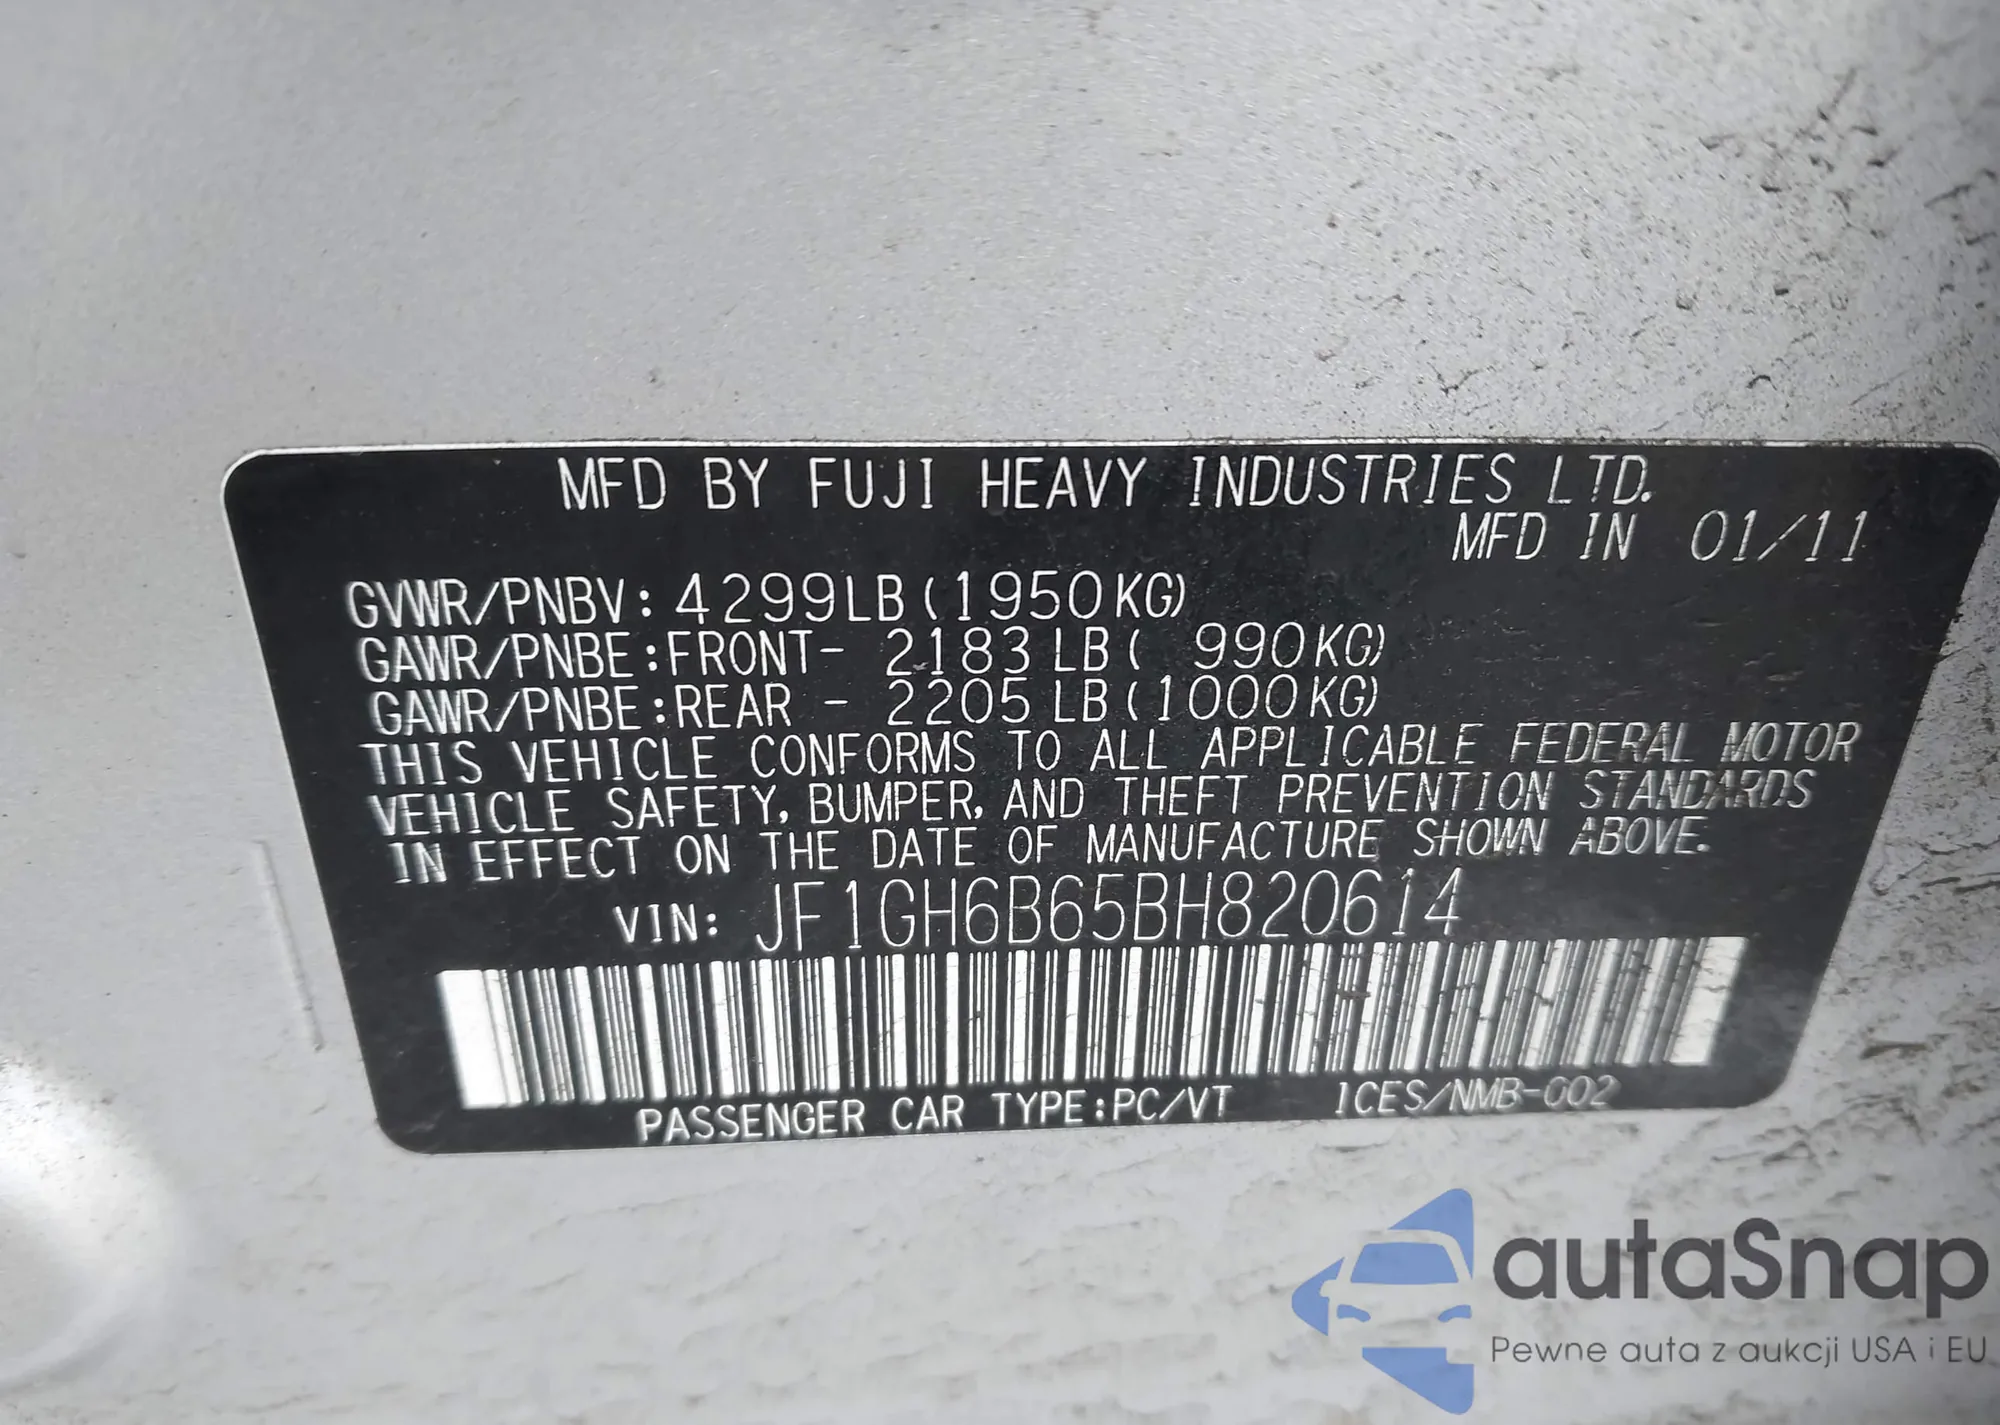 MFD BY FUJI HEAVY INDUSTRIES LTD.
MFD IN 01/11
GVWR/PNBV: 4299LB(1950KG)
GAWR/PNBE:FRONT- 2183LB( 990KG)
GAWR/PNBE:REAR - 2205LB(1000KG)
THIS VEHICLE CONFORMS TO ALL APPLICABLE FEDERAL MOTOR
VEHICLE SAFETY, BUMPER, AND THEFT PREVENTION STANDARDS
IN EFFECT ON THE DATE OF MANUFACTURE SHOWN ABOVE.
VIN: JF1GH6B65BH820614
PASSENGER CAR TYPE:PC/VT ICES/NMB-002
autaSnap
Pewne auta z aukcji USA i EU